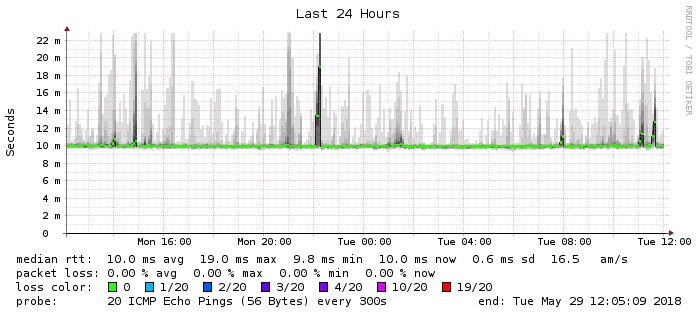 Last 24 Hours
RRDTOOL / TOBI OETIKER
Seconds
22 m
20 m
18 m
16 m
14 m
12 m
10 m
8 m
6 m
4 m
2 m
0
Mon 16:00 Mon 20:00 Tue 00:00 Tue 04:00 Tue 08:00 Tue 12:00
median rtt: 10.0 ms avg 19.0 ms max 9.8 ms min 10.0 ms now 0.6 ms sd 16.5 am/s
packet loss: 0.00 % avg 0.00 % max 0.00 % min 0.00 % now
loss color: 0 1/20 2/20 3/20 4/20 10/20 19/20
probe: 20 ICMP Echo Pings (56 Bytes) every 300s end: Tue May 29 12:05:09 2018